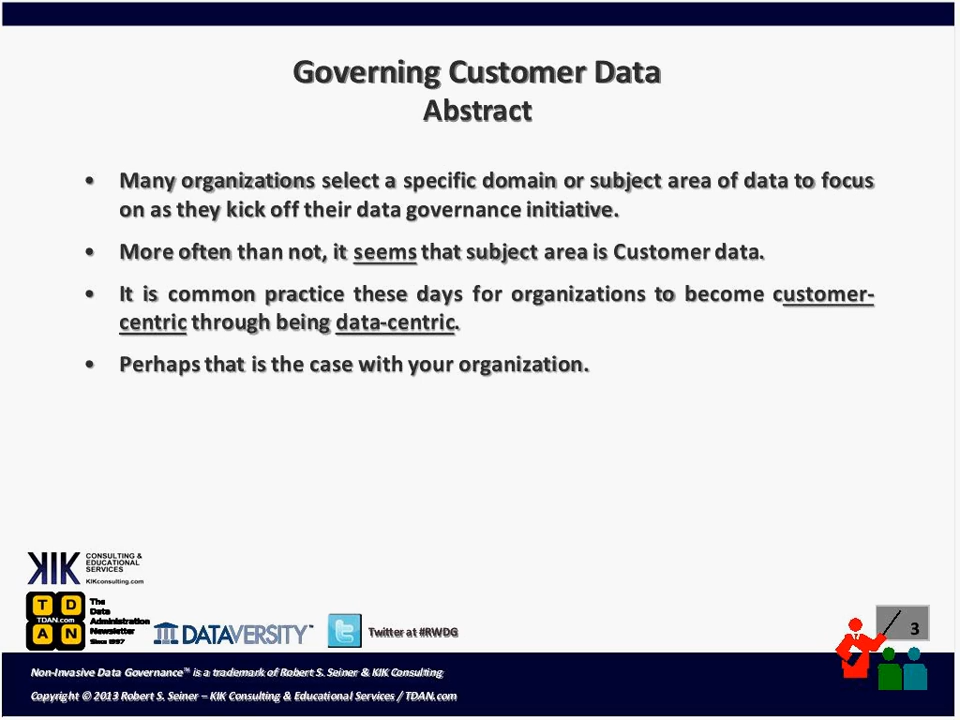 Governing Customer Data
Abstract
• Many organizations select a specific domain or subject area of data to focus
on as they kick off their data governance initiative.
• More often than not, it seems that subject area is Customer data.
• It is common practice these days for organizations to become customer-
centric through being data-centric.
• Perhaps that is the case with your organization.
KIK
CONSULTING &
EDUCATIONAL
SERVICES
KIKconsulting.com
T D
TDAN.com
A N
The
Data
Administration
Newsletter
Since 1997
DATAVERSITY™
Twitter at #RWDG
3
Non-Invasive Data Governance™ is a trademark of Robert S. Seiner & KIK Consulting
Copyright © 2013 Robert S. Seiner – KIK Consulting & Educational Services / TDAN.com